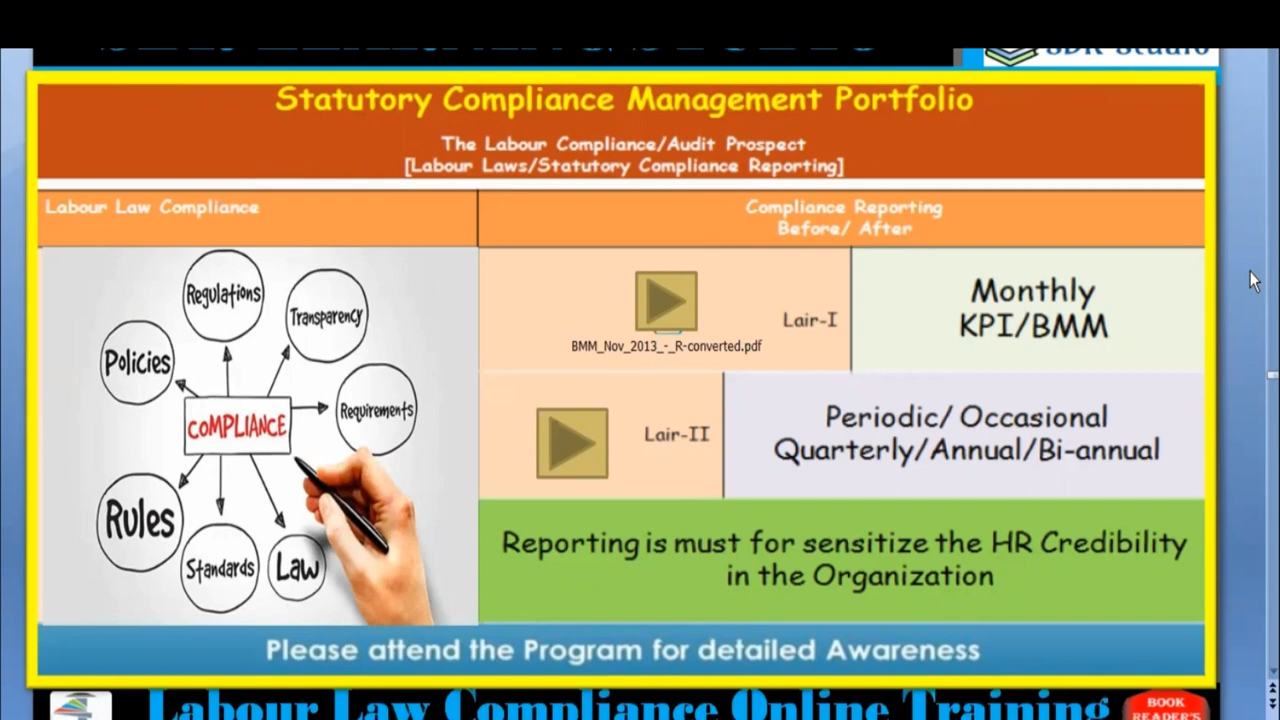 SDR Studio
Statutory Compliance Management Portfolio
The Labour Compliance/Audit Prospect
[Labour Laws/Statutory Compliance Reporting]
Labour Law Compliance
Compliance Reporting
Before/ After
Regulations
Transparency
Policies
Requirements
COMPLIANCE
Rules
Standards
Law
BMM_Nov_2013_-_R-converted.pdf
Lair-I
Monthly
KPI/BMM
Lair-II
Periodic/ Occasional
Quarterly/Annual/Bi-annual
Reporting is must for sensitize the HR Credibility
in the Organization
Please attend the Program for detailed Awareness
Labour Law Compliance Online Training
BOOK
READER'S